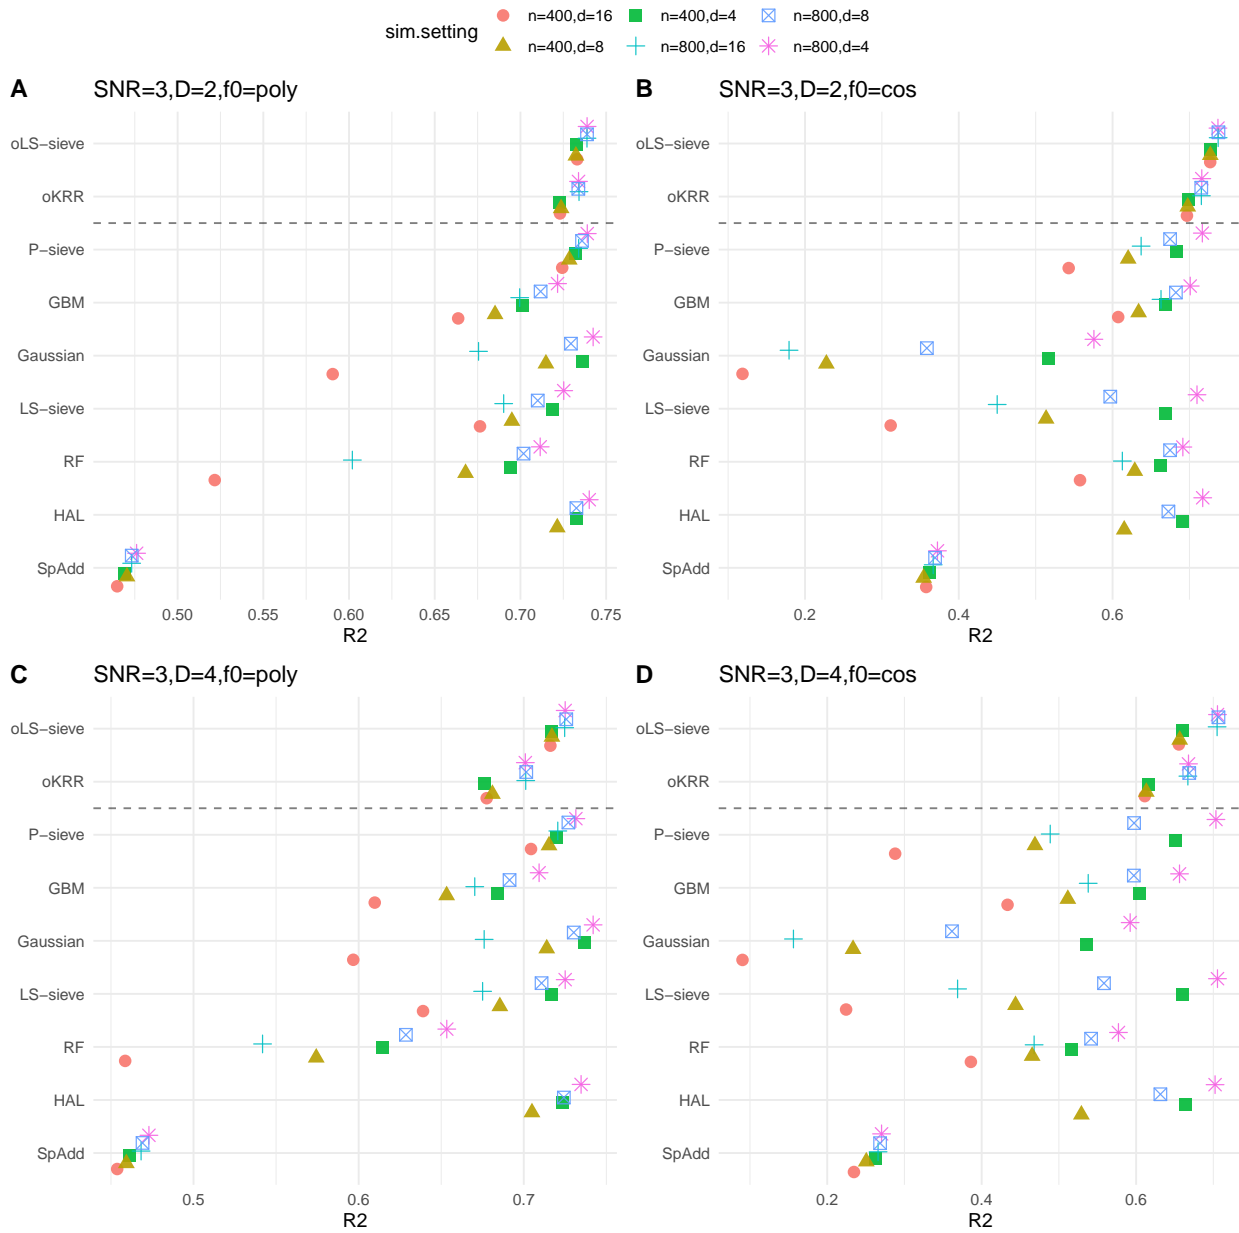 sim.setting
n=400,d=16
n=400,d=4
n=800,d=8
n=400,d=8
n=800,d=16
n=800,d=4
A
SNR=3,D=2,f0=poly
oLS−sieve
oKRR
P−sieve
GBM
Gaussian
LS−sieve
RF
HAL
SpAdd
0.50
0.55
0.60
0.65
0.70
0.75
R2
B
SNR=3,D=2,f0=cos
oLS−sieve
oKRR
P−sieve
GBM
Gaussian
LS−sieve
RF
HAL
SpAdd
0.2
0.4
0.6
R2
C
SNR=3,D=4,f0=poly
oLS−sieve
oKRR
P−sieve
GBM
Gaussian
LS−sieve
RF
HAL
SpAdd
0.5
0.6
0.7
R2
D
SNR=3,D=4,f0=cos
oLS−sieve
oKRR
P−sieve
GBM
Gaussian
LS−sieve
RF
HAL
SpAdd
0.2
0.4
0.6
R2